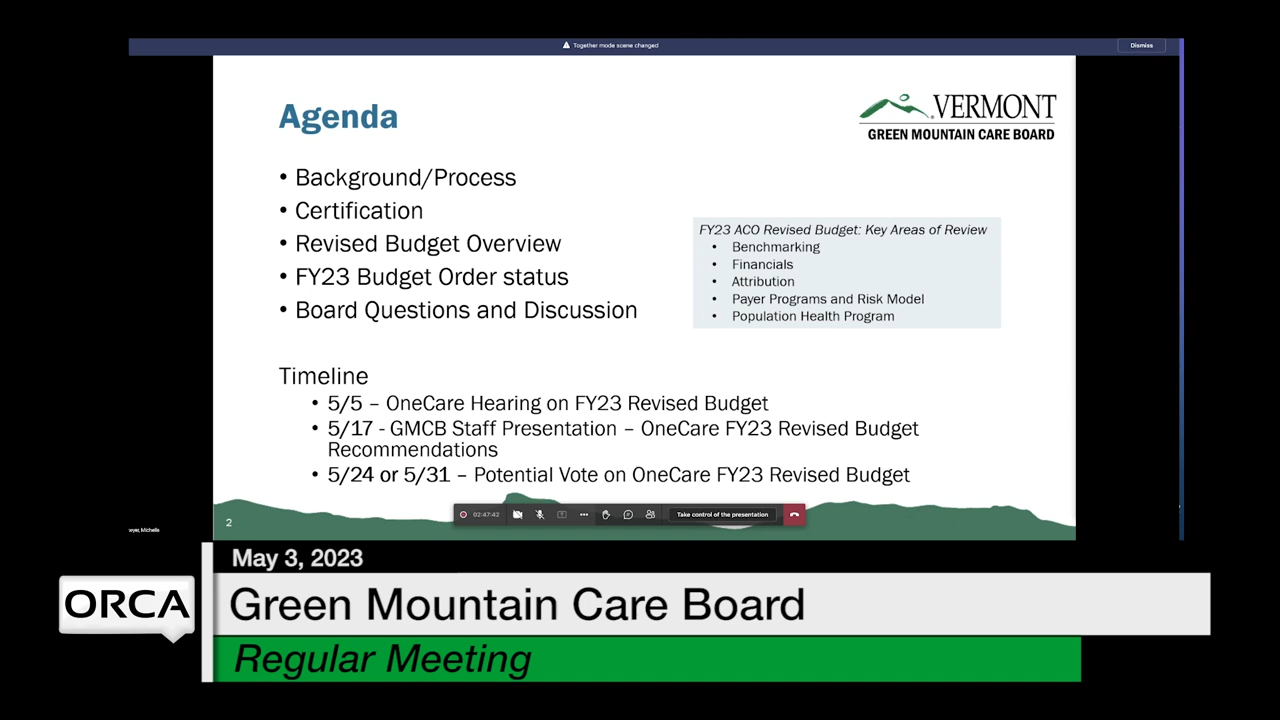 Together mode scene changed
Dismiss
Agenda
VERMONT
GREEN MOUNTAIN CARE BOARD
• Background/Process
• Certification
• Revised Budget Overview
• FY23 Budget Order status
• Board Questions and Discussion
FY23 ACO Revised Budget: Key Areas of Review
• Benchmarking
• Financials
• Attribution
• Payer Programs and Risk Model
• Population Health Program
Timeline
• 5/5 – OneCare Hearing on FY23 Revised Budget
• 5/17 - GMCB Staff Presentation – OneCare FY23 Revised Budget
Recommendations
• 5/24 or 5/31 – Potential Vote on OneCare FY23 Revised Budget
2
02:47:42
Take control of the presentation
May 3, 2023
ORCA
Green Mountain Care Board
Regular Meeting